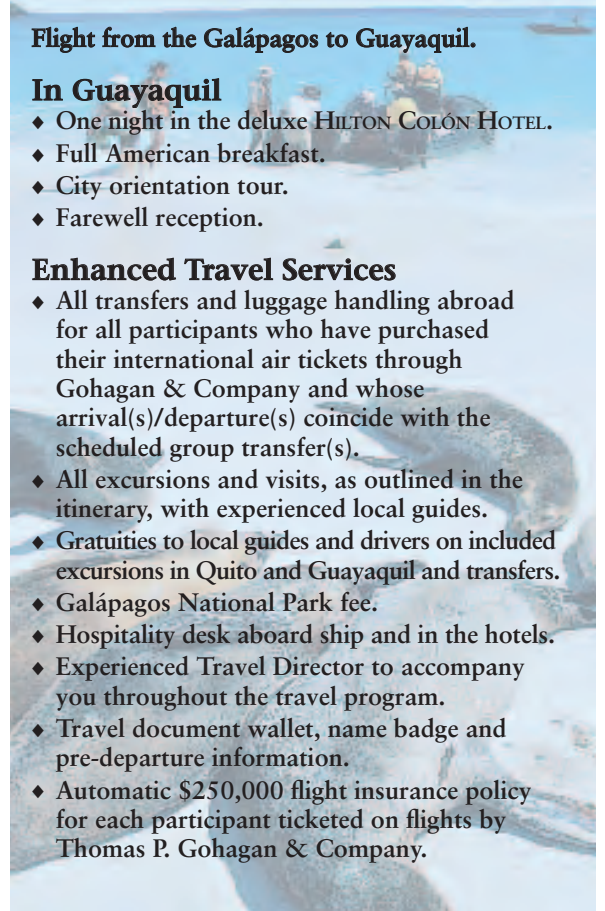 Flight from the Galápagos to Guayaquil.
In Guayaquil
♦ One night in the deluxe HILTON COLÓN HOTEL.
♦ Full American breakfast.
♦ City orientation tour.
♦ Farewell reception.
Enhanced Travel Services
♦ All transfers and luggage handling abroad
for all participants who have purchased
their international air tickets through
Gohagan & Company and whose
arrival(s)/departure(s) coincide with the
scheduled group transfer(s).
♦ All excursions and visits, as outlined in the
itinerary, with experienced local guides.
♦ Gratuities to local guides and drivers on included
excursions in Quito and Guayaquil and transfers.
♦ Galápagos National Park fee.
♦ Hospitality desk aboard ship and in the hotels.
♦ Experienced Travel Director to accompany
you throughout the travel program.
♦ Travel document wallet, name badge and
pre-departure information.
♦ Automatic $250,000 flight insurance policy
for each participant ticketed on flights by
Thomas P. Gohagan & Company.